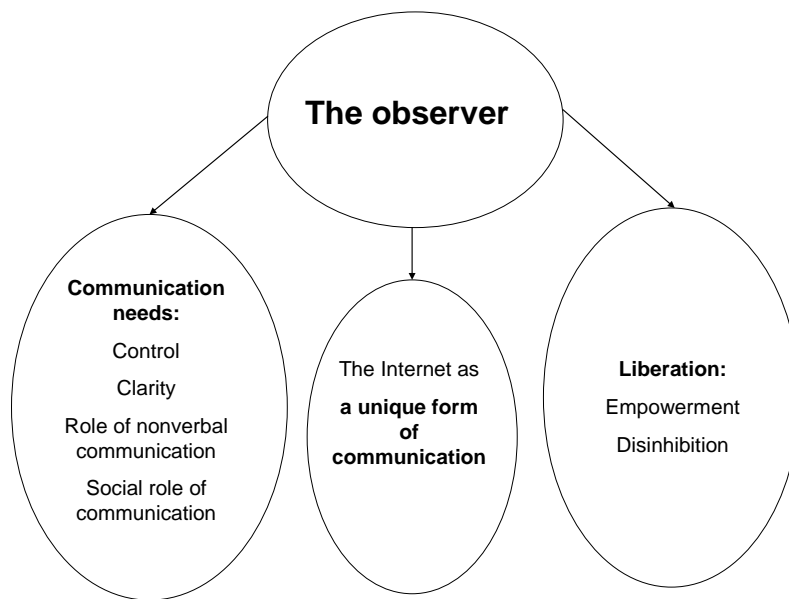 The observer
Communication
needs:
Control
Clarity
Role of nonverbal
communication
Social role of
communication
The Internet as
a unique form
of
communication
Liberation:
Empowerment
Disinhibition